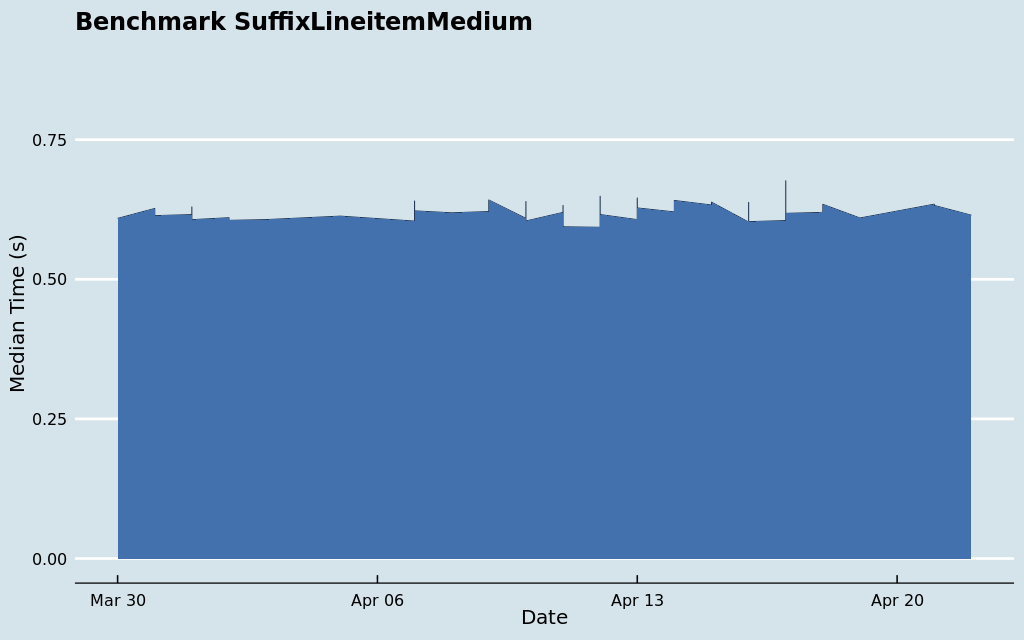 Benchmark SuffixLineitemMedium
0.75
0.50
0.25
0.00
Median Time (s)
Mar 30
Apr 06
Apr 13
Apr 20
Date